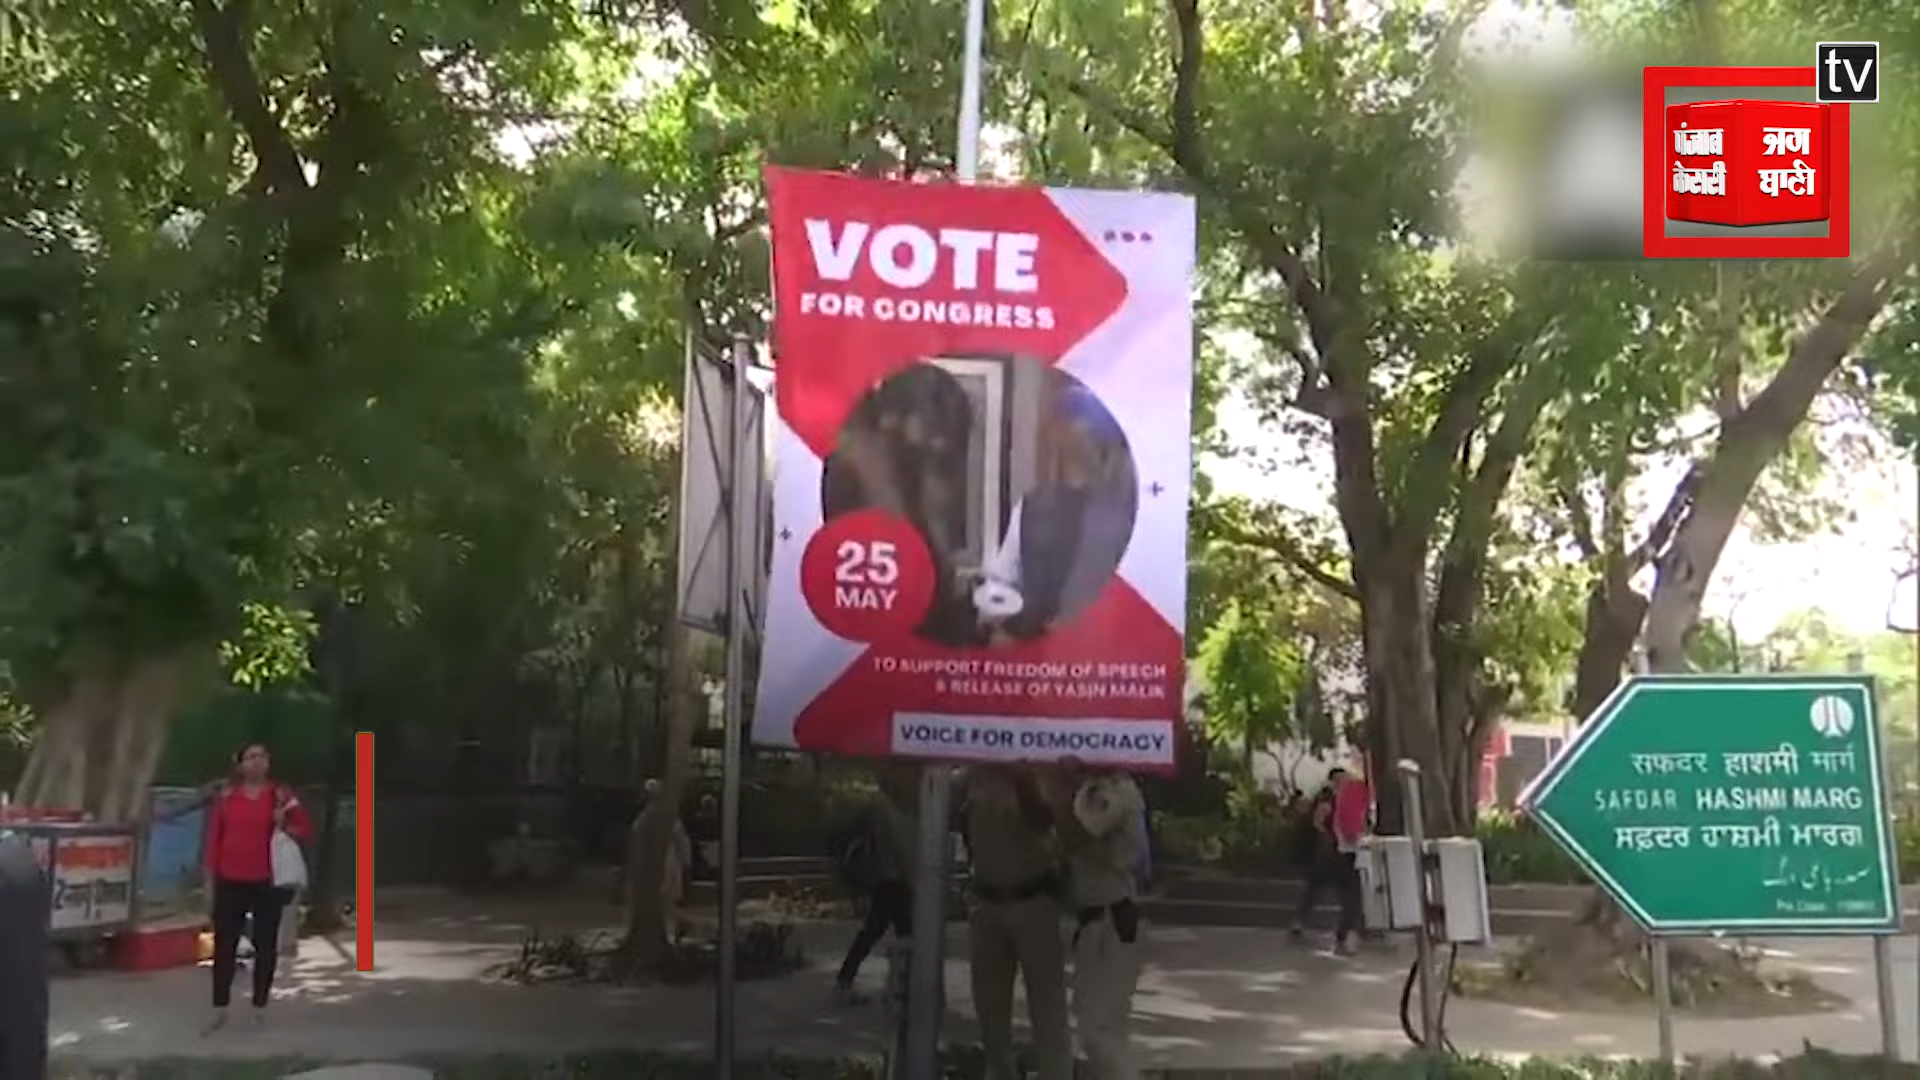 tv
ਪੰਜਾਬ ਜਗ
केसरी ਬਾਣੀ
VOTE
FOR CONGRESS
25
MAY
TO SUPPORT FREEDOM OF SPEECH
& RELEASE OF YASIN MALIK
VOICE FOR DEMOCRACY
सफदर हाशमी मार्ग
SAFDAR HASHMI MARG
ਸਫ਼ਦਰ ਹਾਸ਼ਮੀ ਮਾਰਗ